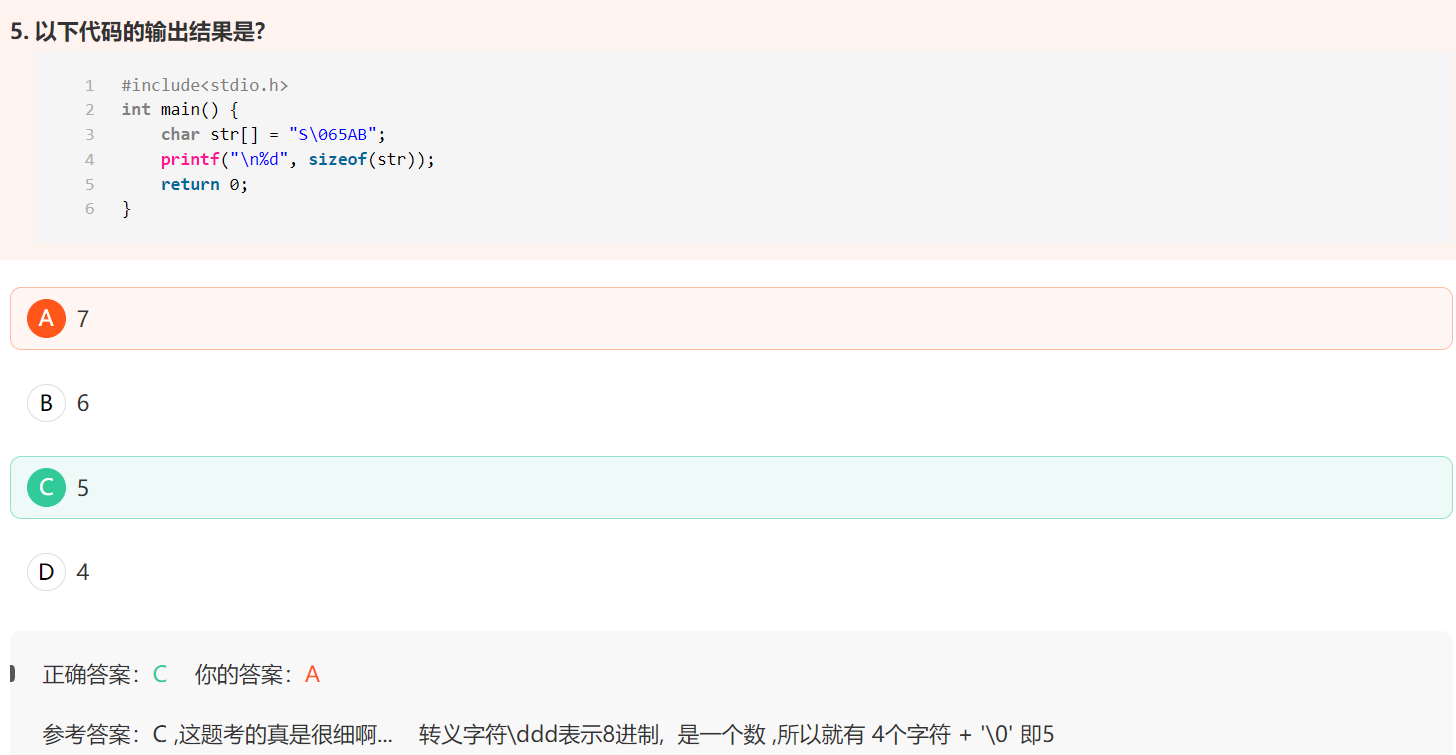 5. 以下代码的输出结果是?
1 #include<stdio.h>
2 int main() {
3     char str[] = "S\065AB";
4     printf("\n%d", sizeof(str));
5     return 0;
6 }
A 7
B 6
C 5
D 4
正确答案：C 你的答案：A
参考答案：C ,这题考的真是很细啊... 转义字符\ddd表示8进制, 是一个数 ,所以就有 4个字符 + '\0' 即5